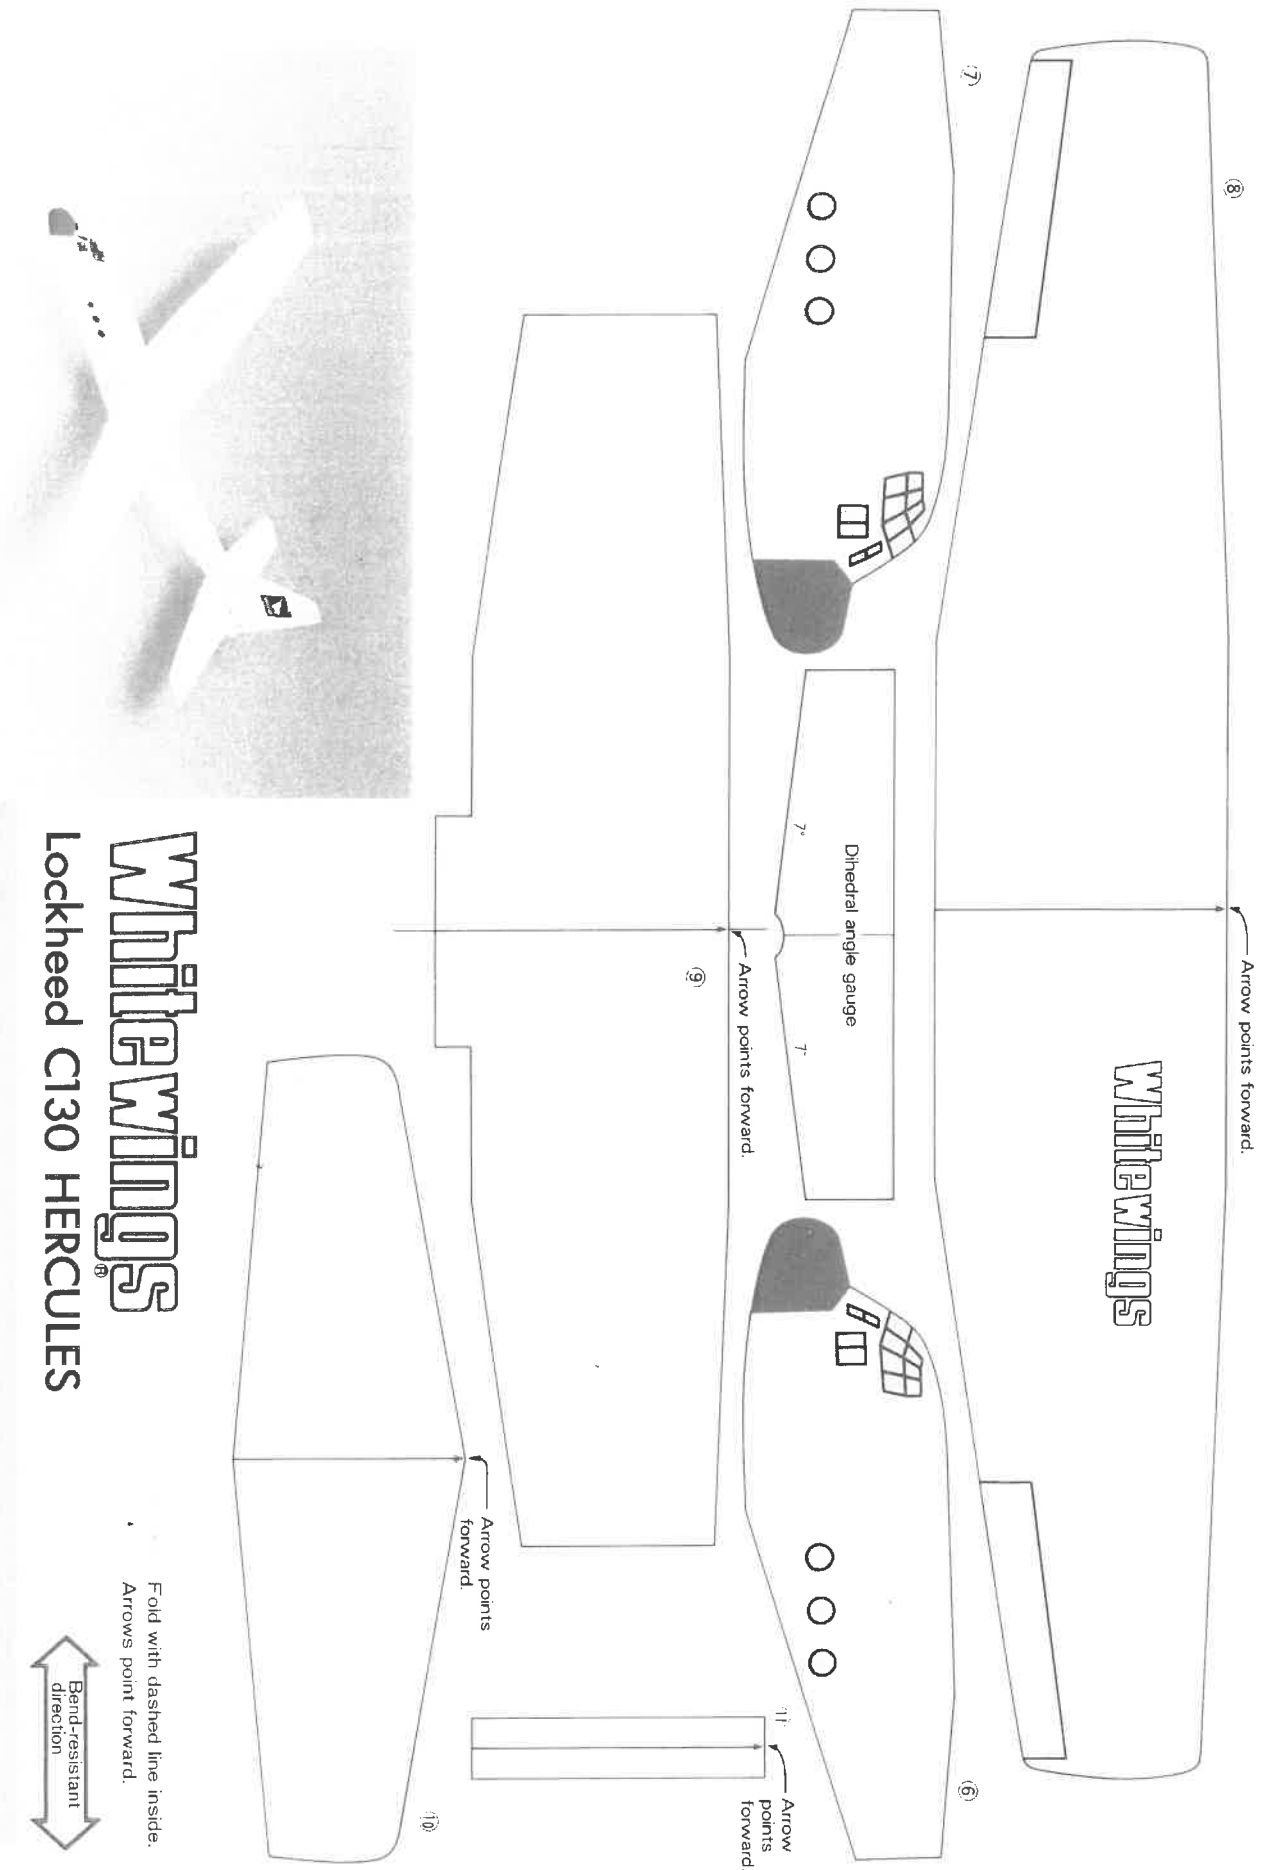 ⑧
Arrow points forward.
Whitewings
⑦
7°
Dihedral angle gauge
7°
⑥
Arrow points forward.
⑨
11
Arrow
points
forward.
Arrow points
forward.
⑩
Whitewings®
Lockheed C130 HERCULES
Fold with dashed line inside.
Arrows point forward.
Bend-resistant
direction